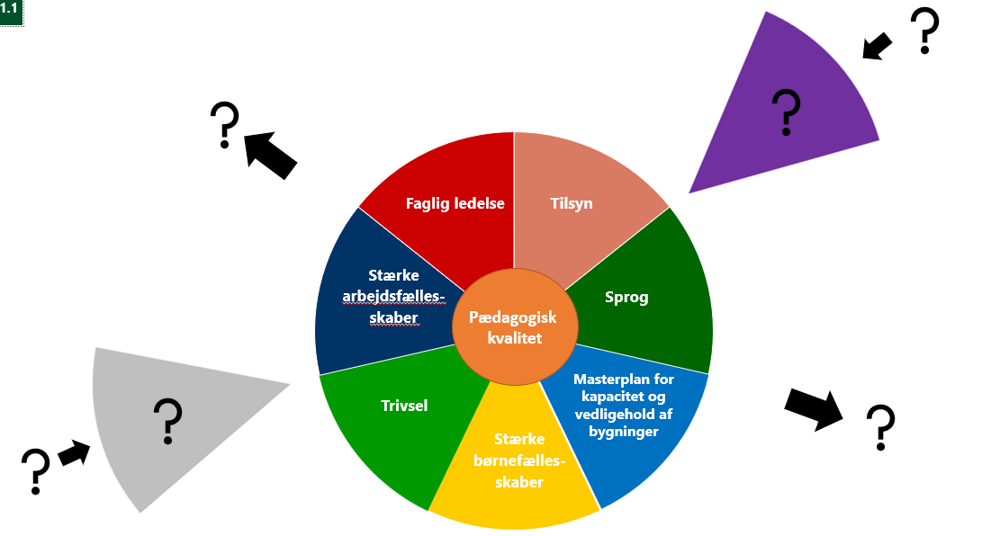 1.1
?
?
?
Faglig ledelse
Tilsyn
Stærke
arbejdsfælles-
skaber
Sprog
Pædagogisk
kvalitet
Masterplan for
kapacitet og
vedligehold af
bygninger
Trivsel
Stærke
børnefælles-
skaber
?
?
?